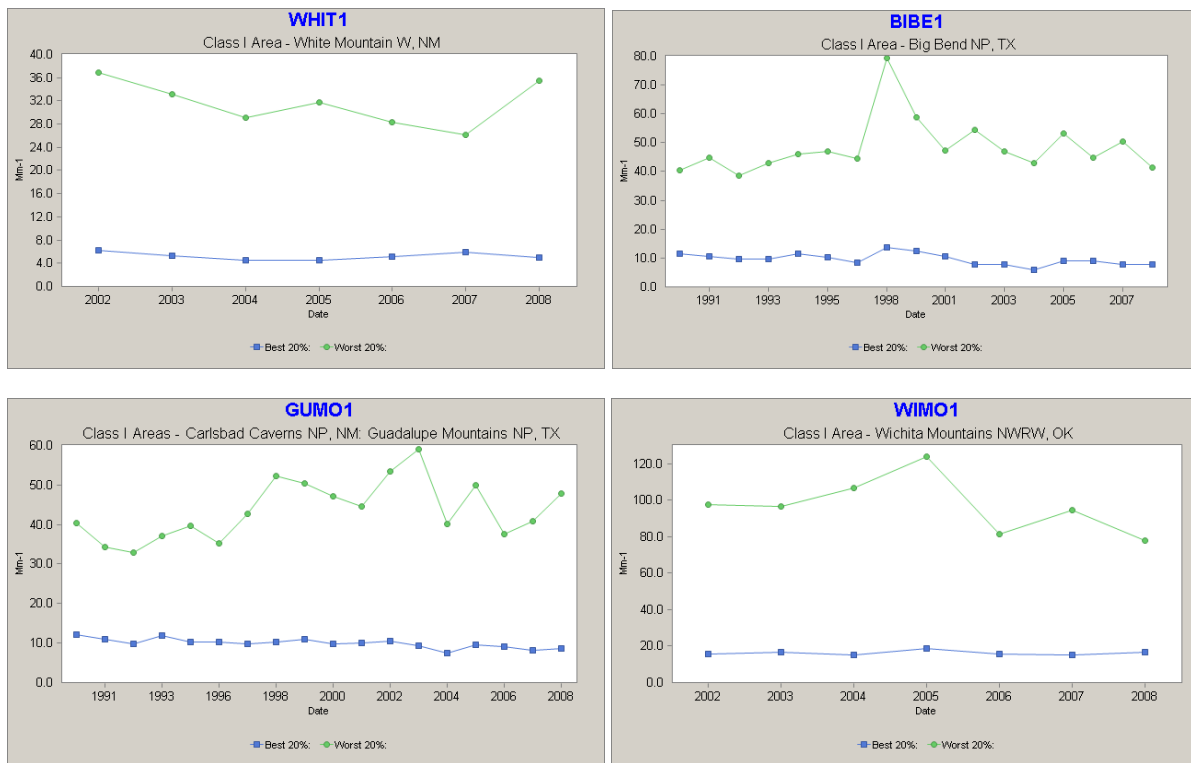 WHIT1
Class I Area - White Mountain W, NM
40.0
36.0
32.0
28.0
24.0
20.0
16.0
12.0
8.0
4.0
0.0
Mm-1
2002 2003 2004 2005 2006 2007 2008
Date
Best 20%: Worst 20%:
BIBE1
Class I Area - Big Bend NP, TX
80.0
70.0
60.0
50.0
40.0
30.0
20.0
10.0
0.0
Mm-1
1991 1993 1995 1998 2001 2003 2005 2007
Date
Best 20%: Worst 20%:
GUMO1
Class I Areas - Carlsbad Caverns NP, NM: Guadalupe Mountains NP, TX
60.0
50.0
40.0
30.0
20.0
10.0
0.0
Mm-1
1991 1993 1996 1998 2000 2002 2004 2006 2008
Date
Best 20%: Worst 20%:
WIMO1
Class I Area - Wichita Mountains NWRW, OK
120.0
100.0
80.0
60.0
40.0
20.0
0.0
Mm-1
2002 2003 2004 2005 2006 2007 2008
Date
Best 20%: Worst 20%: